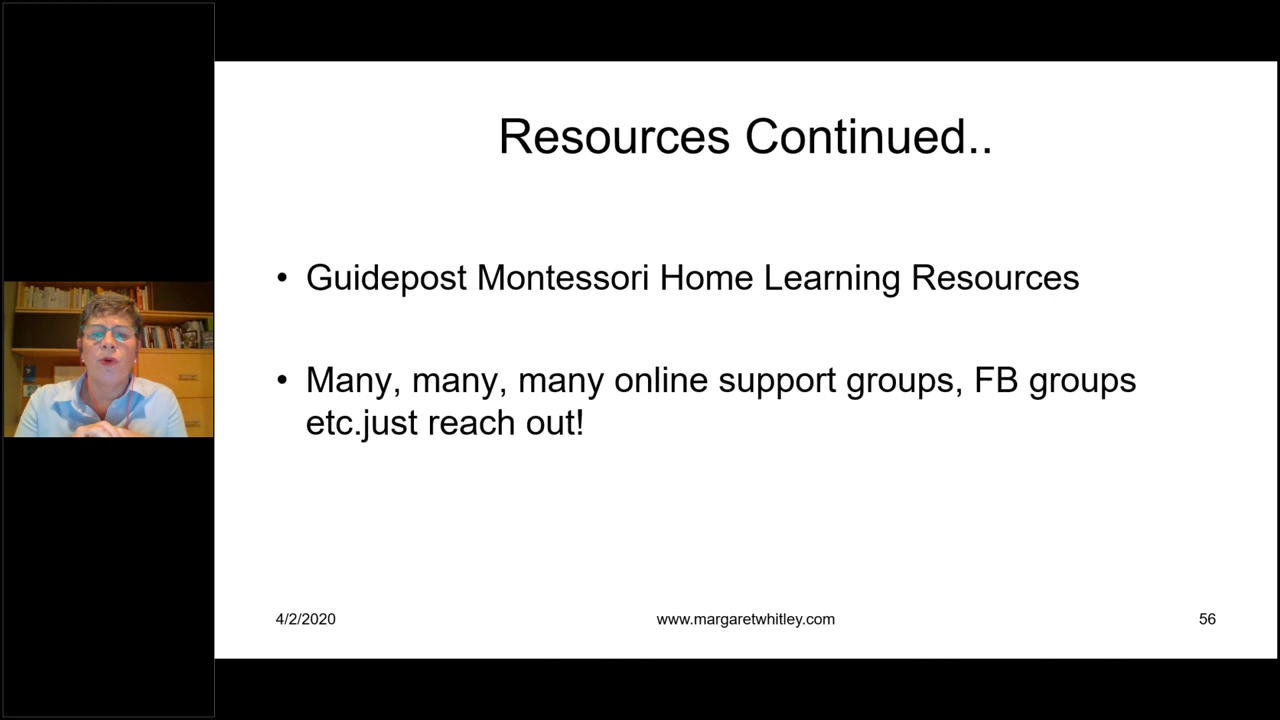 Resources Continued..
• Guidepost Montessori Home Learning Resources
• Many, many, many online support groups, FB groups
etc.just reach out!
4/2/2020
www.margaretwhitley.com
56